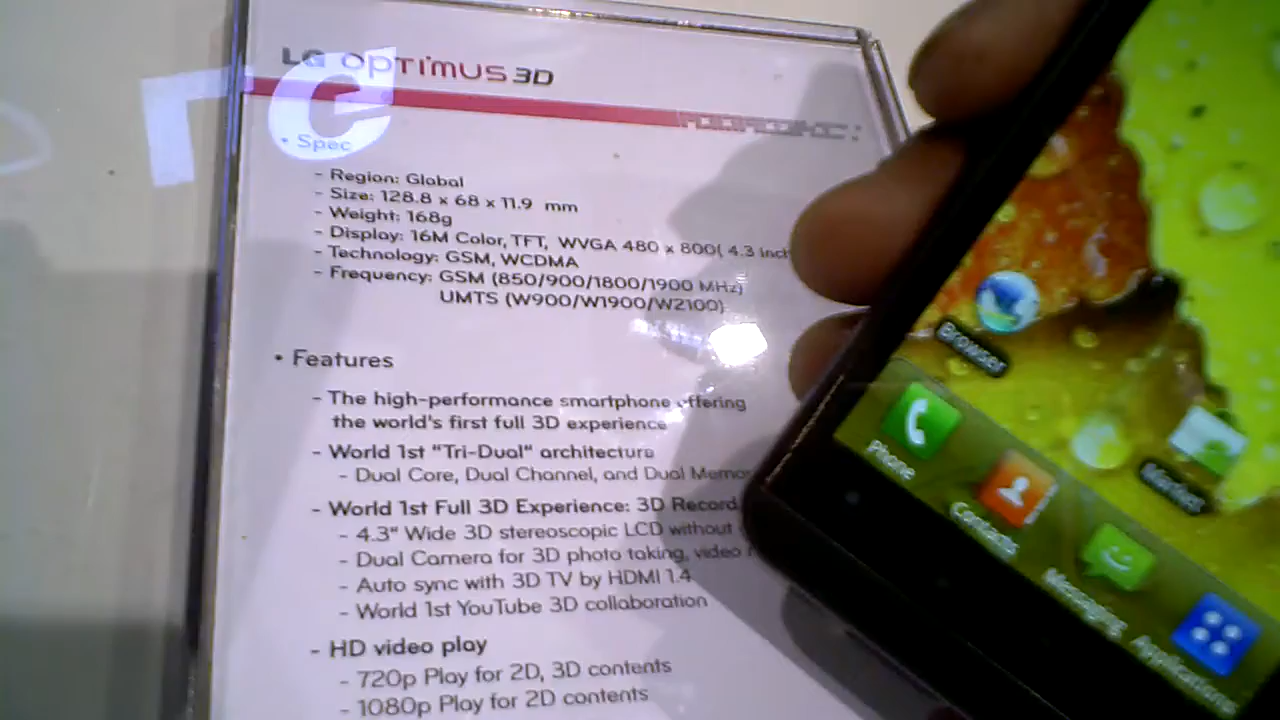 LG OPTIMUS 3D
• Spec
- Region: Global
- Size: 128.8 x 68 x 11.9 mm
- Weight: 168g
- Display: 16M Color, TFT, WVGA 480 x 800( 4.3 inch
- Technology: GSM, WCDMA
- Frequency: GSM (850/900/1800/1900 MHz)
UMTS (W900/W1900/W2100)
• Features
- The high-performance smartphone offering
the world's first full 3D experience
- World 1st "Tri-Dual" architecture
- Dual Core, Dual Channel, and Dual
- World 1st Full 3D Experience: 3D Record
- 4.3" Wide 3D stereoscopic LCD without
- Dual Camera for 3D photo taking, video
- Auto sync with 3D TV by HDMI 1.4
- World 1st YouTube 3D collaboration
- HD video play
- 720p Play for 2D, 3D contents
- 1080p Play for 2D contents
Browser
Market
Phone
Contacts
Messaging
Applications